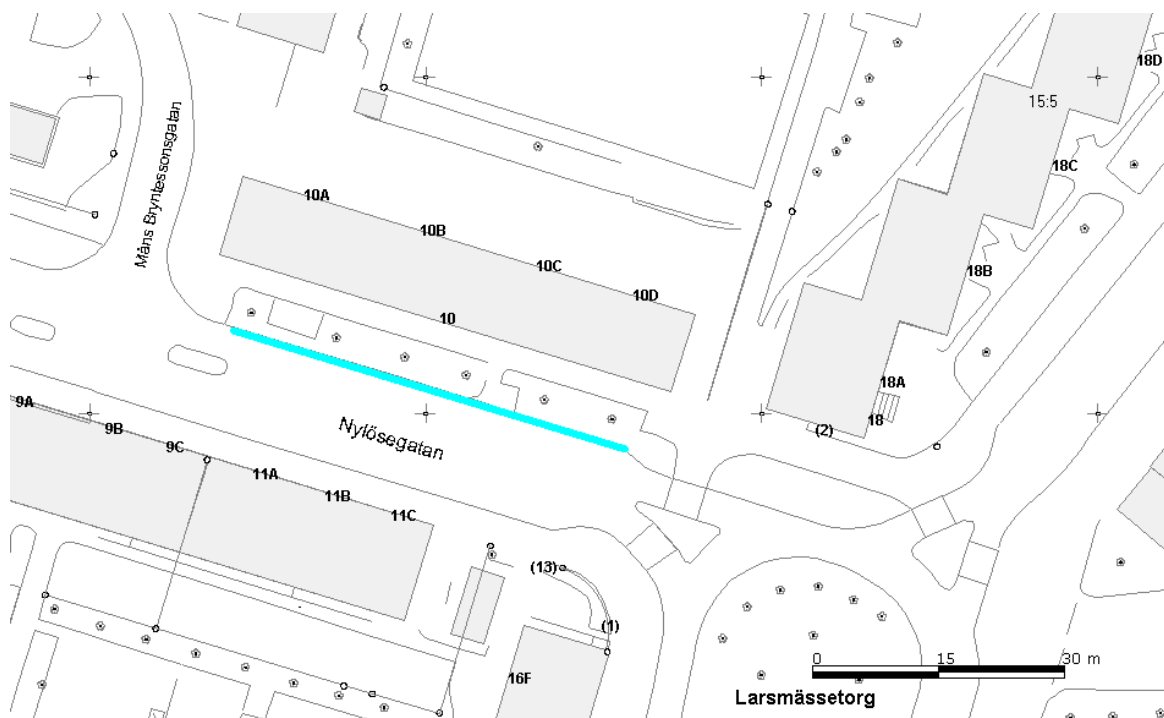 18D
15:5
Måns Bryntessonsgatan
18C
10A
10B
10C
18B
10D
10
18A
9A
18
9B
(2)
Nylösegatan
9C
11A
11B
11C
(13)
(1)
0 15 30 m
16F
Larsmässetorg